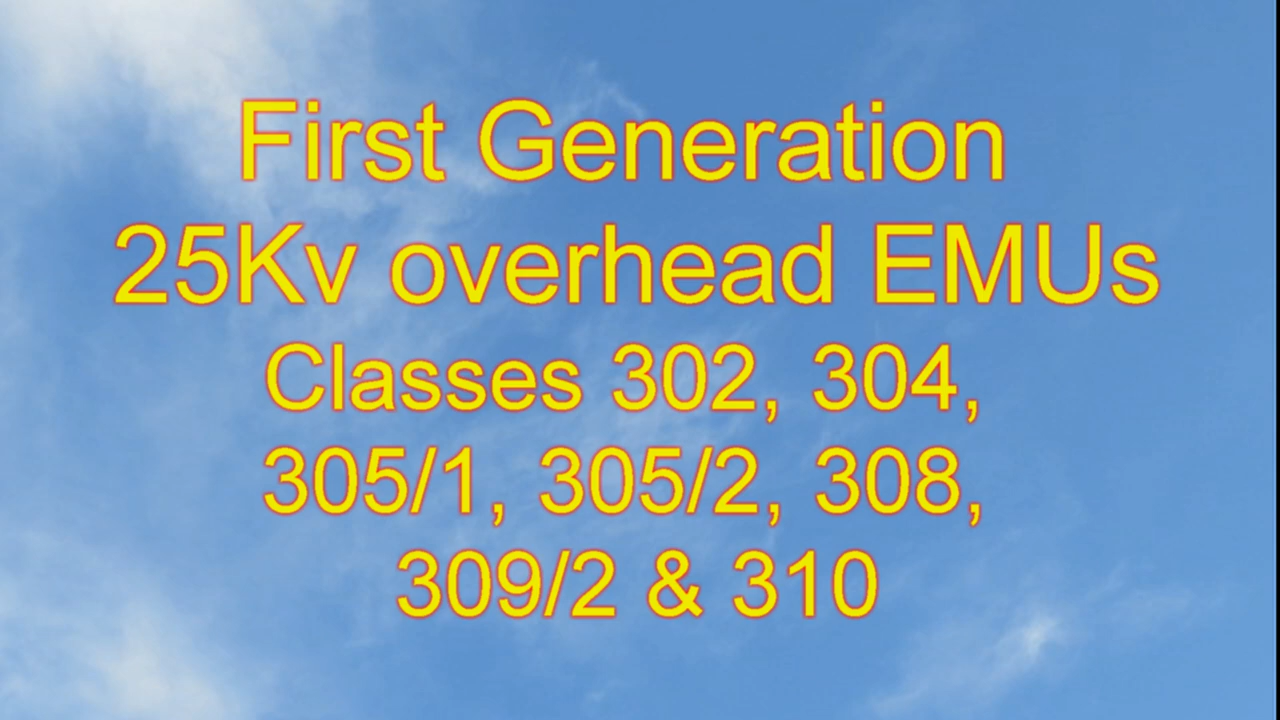 First Generation
25Kv overhead EMUs
Classes 302, 304,
305/1, 305/2, 308,
309/2 & 310